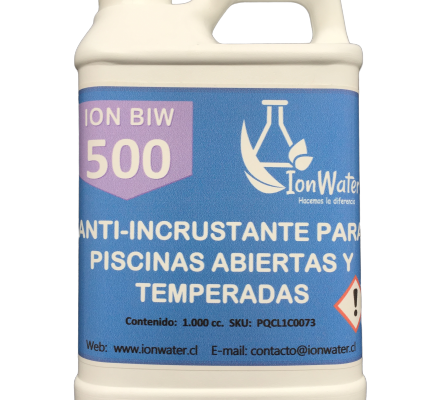 ION BIW
500
IonWater
Hacemos la diferencia
ANTI-INCRUSTANTE PARA
PISCINAS ABIERTAS Y
TEMPERADAS
Contenido: 1.000 cc. SKU: PQCL1C0073
!
Web: www.ionwater.cl E-mail: contacto@ionwater.cl